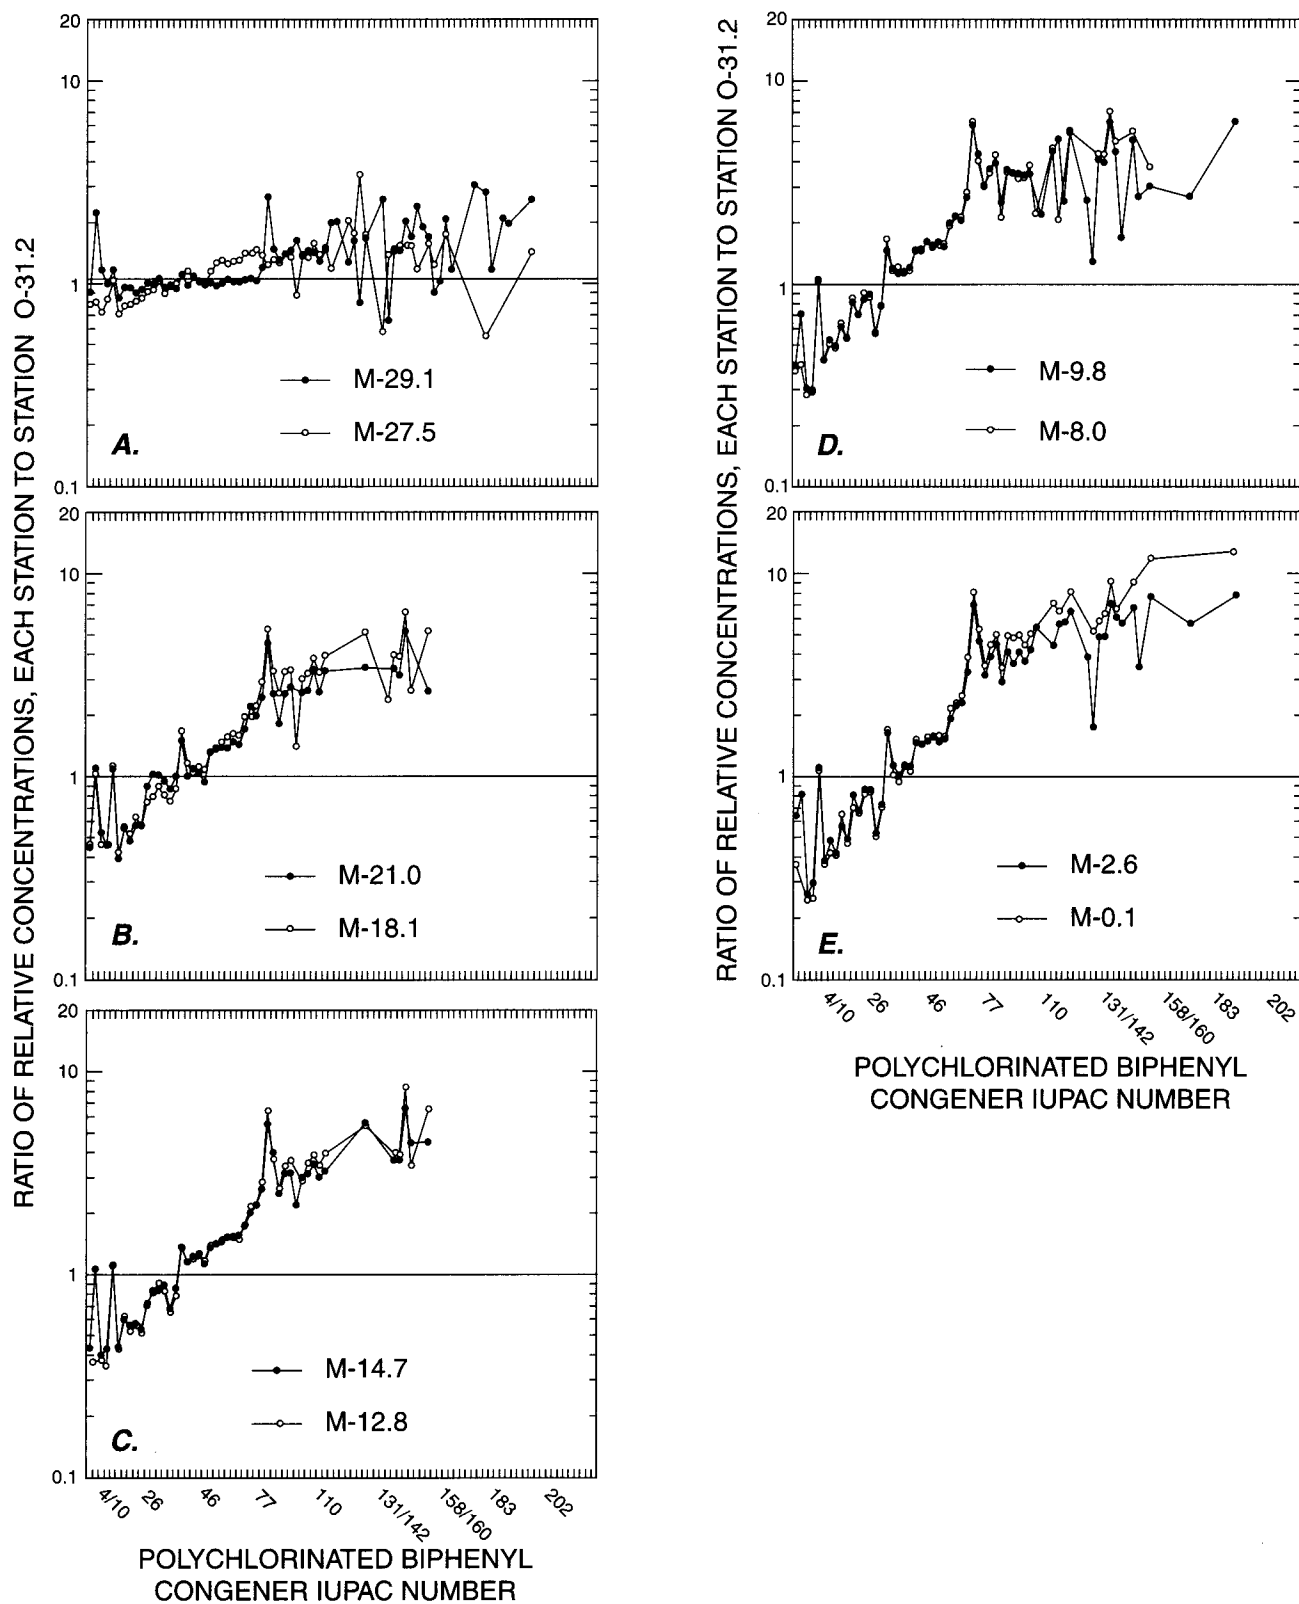 RATIO OF RELATIVE CONCENTRATIONS, EACH STATION TO STATION O-31.2
20
10
1
0.1
M-29.1
M-27.5
A.
20
10
1
0.1
M-21.0
M-18.1
B.
20
10
1
0.1
M-14.7
M-12.8
C.
4/10 26 46 77 110 131/142 158/160 183 202
POLYCHLORINATED BIPHENYL
CONGENER IUPAC NUMBER
RATIO OF RELATIVE CONCENTRATIONS, EACH STATION TO STATION O-31.2
20
10
1
0.1
M-9.8
M-8.0
D.
20
10
1
0.1
M-2.6
M-0.1
E.
4/10 26 46 77 110 131/142 158/160 183 202
POLYCHLORINATED BIPHENYL
CONGENER IUPAC NUMBER